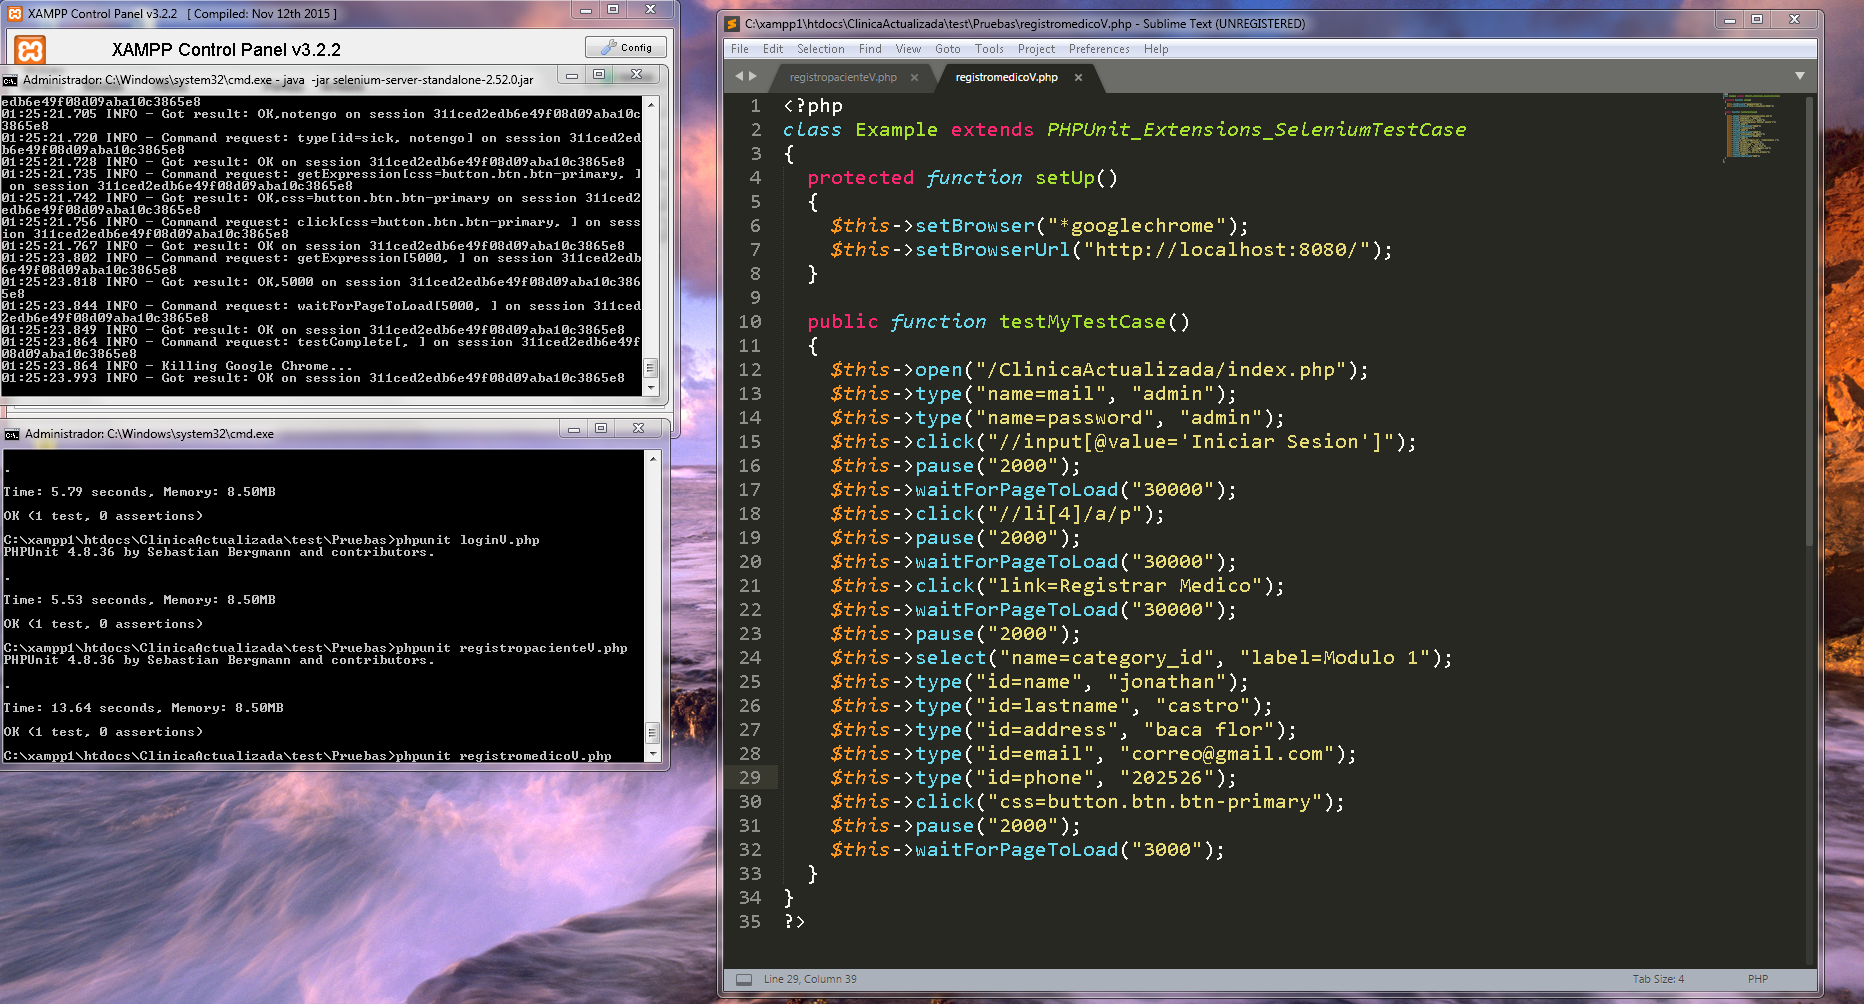 XAMPP Control Panel v3.2.2 [ Compiled: Nov 12th 2015 ]
XAMPP Control Panel v3.2.2
Config
Administrador: C:\Windows\system32\cmd.exe - java -jar selenium-server-standalone-2.52.0.jar
edb6e49f08d09aba10c3865e8
01:25:21.705 INFO - Got result: OK,notengo on session 311ced2edb6e49f08d09aba10c
3865e8
01:25:21.720 INFO - Command request: type[id=sick, notengo] on session 311ced2ed
b6e49f08d09aba10c3865e8
01:25:21.728 INFO - Got result: OK on session 311ced2edb6e49f08d09aba10c3865e8
01:25:21.735 INFO - Command request: getExpression[css=button.btn.btn-primary, ]
on session 311ced2edb6e49f08d09aba10c3865e8
01:25:21.742 INFO - Got result: OK,css=button.btn.btn-primary on session 311ced2
edb6e49f08d09aba10c3865e8
01:25:21.756 INFO - Command request: click[css=button.btn.btn-primary, ] on sess
ion 311ced2edb6e49f08d09aba10c3865e8
01:25:21.767 INFO - Got result: OK on session 311ced2edb6e49f08d09aba10c3865e8
01:25:23.802 INFO - Command request: getExpression[5000, ] on session 311ced2edb
6e49f08d09aba10c3865e8
01:25:23.818 INFO - Got result: OK,5000 on session 311ced2edb6e49f08d09aba10c386
5e8
01:25:23.844 INFO - Command request: waitForPageToLoad[5000, ] on session 311ced
2edb6e49f08d09aba10c3865e8
01:25:23.849 INFO - Got result: OK on session 311ced2edb6e49f08d09aba10c3865e8
01:25:23.864 INFO - Command request: testComplete[, ] on session 311ced2edb6e49f
08d09aba10c3865e8
01:25:23.864 INFO - Killing Google Chrome...
01:25:23.993 INFO - Got result: OK on session 311ced2edb6e49f08d09aba10c3865e8
Administrador: C:\Windows\system32\cmd.exe
.
Time: 5.79 seconds, Memory: 8.50MB
OK (1 test, 0 assertions)
C:\xampp1\htdocs\ClinicaActualizada\test\Pruebas>phpunit loginV.php
PHPUnit 4.8.36 by Sebastian Bergmann and contributors.
.
Time: 5.53 seconds, Memory: 8.50MB
OK (1 test, 0 assertions)
C:\xampp1\htdocs\ClinicaActualizada\test\Pruebas>phpunit registropacienteV.php
PHPUnit 4.8.36 by Sebastian Bergmann and contributors.
.
Time: 13.64 seconds, Memory: 8.50MB
OK (1 test, 0 assertions)
C:\xampp1\htdocs\ClinicaActualizada\test\Pruebas>phpunit registromedicoV.php
C:\xampp1\htdocs\ClinicaActualizada\test\Pruebas\registromedicoV.php - Sublime Text (UNREGISTERED)
File Edit Selection Find View Goto Tools Project Preferences Help
registropacienteV.php registromedicoV.php
1 <?php
2 class Example extends PHPUnit_Extensions_SeleniumTestCase
3 {
4 protected function setUp()
5 {
6 $this->setBrowser("*googlechrome");
7 $this->setBrowserUrl("http://localhost:8080/");
8 }
9
10 public function testMyTestCase()
11 {
12 $this->open("/ClinicaActualizada/index.php");
13 $this->type("name=mail", "admin");
14 $this->type("name=password", "admin");
15 $this->click("//input[@value='Iniciar Sesion']");
16 $this->pause("2000");
17 $this->waitForPageToLoad("30000");
18 $this->click("//li[4]/a/p");
19 $this->pause("2000");
20 $this->waitForPageToLoad("30000");
21 $this->click("link=Registrar Medico");
22 $this->waitForPageToLoad("30000");
23 $this->pause("2000");
24 $this->select("name=category_id", "label=Modulo 1");
25 $this->type("id=name", "jonathan");
26 $this->type("id=lastname", "castro");
27 $this->type("id=address", "baca flor");
28 $this->type("id=email", "correo@gmail.com");
29 $this->type("id=phone", "202526");
30 $this->click("css=button.btn.btn-primary");
31 $this->pause("2000");
32 $this->waitForPageToLoad("3000");
33 }
34 }
35 ?>
Line 29, Column 39 Tab Size: 4 PHP